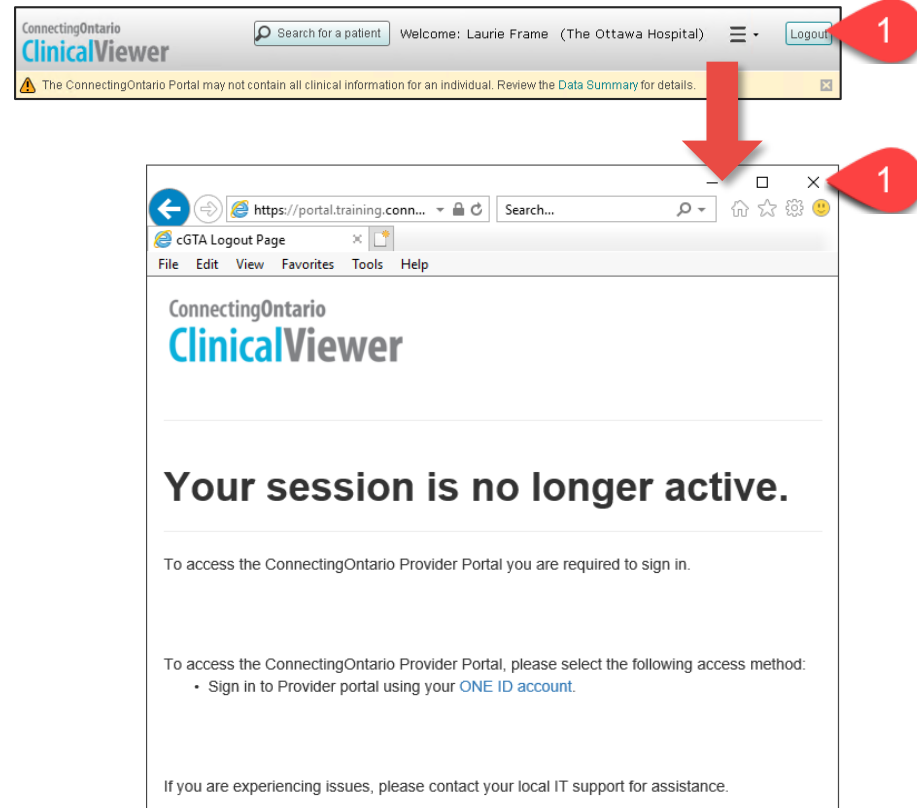 ConnectingOntario
ClinicalViewer
Search for a patient
Welcome: Laurie Frame (The Ottawa Hospital)
Logout
1
The ConnectingOntario Portal may not contain all clinical information for an individual. Review the Data Summary for details.
1
https://portal.training.conn...
Search...
cGTA Logout Page
File Edit View Favorites Tools Help
ConnectingOntario
ClinicalViewer
Your session is no longer active.
To access the ConnectingOntario Provider Portal you are required to sign in.
To access the ConnectingOntario Provider Portal, please select the following access method:
• Sign in to Provider portal using your ONE ID account.
If you are experiencing issues, please contact your local IT support for assistance.